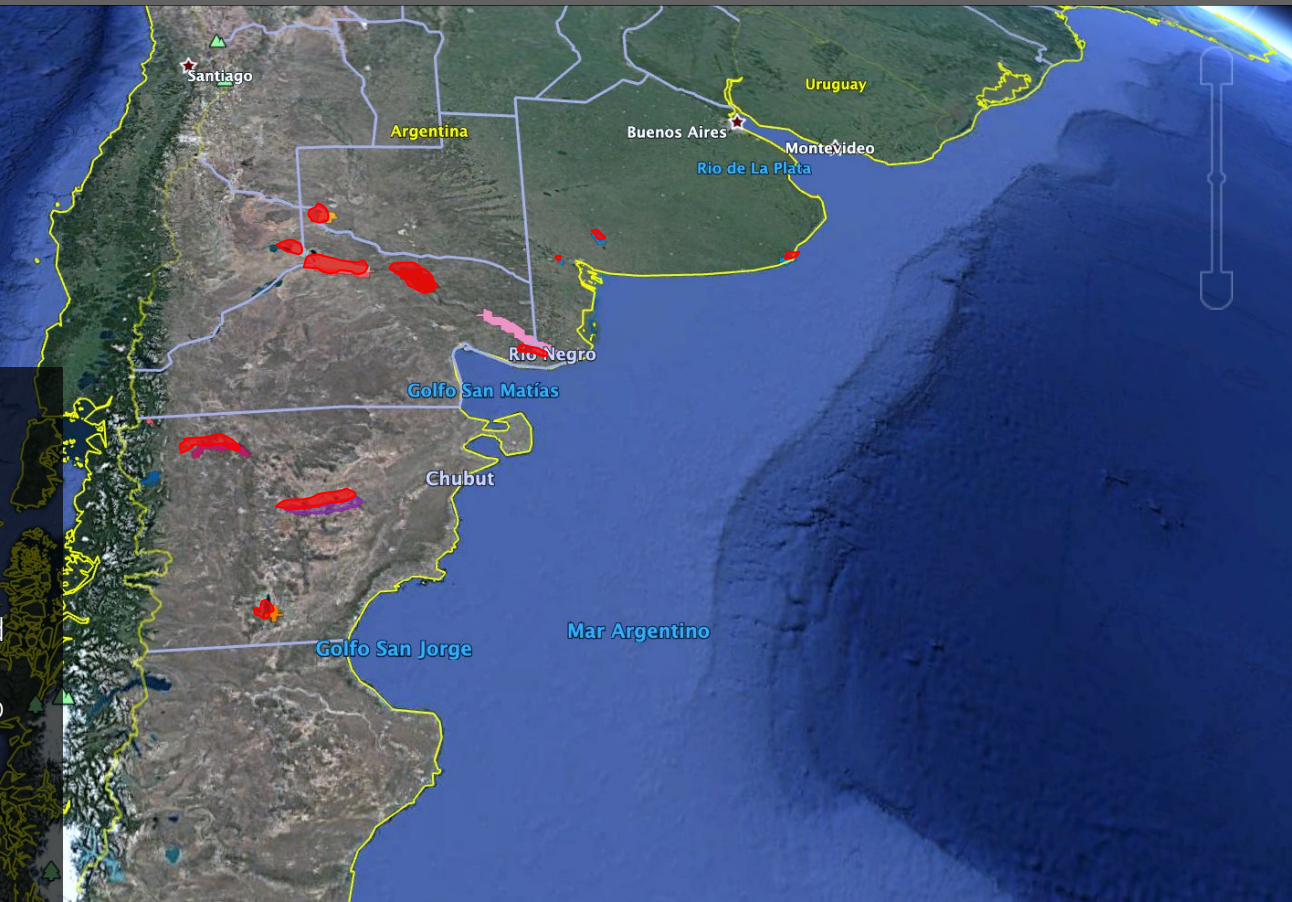 Santiago
Uruguay
Argentina
Buenos Aires
Montevideo
Rio de La Plata
Río Negro
Golfo San Matías
Chubut
Mar Argentino
Golfo San Jorge